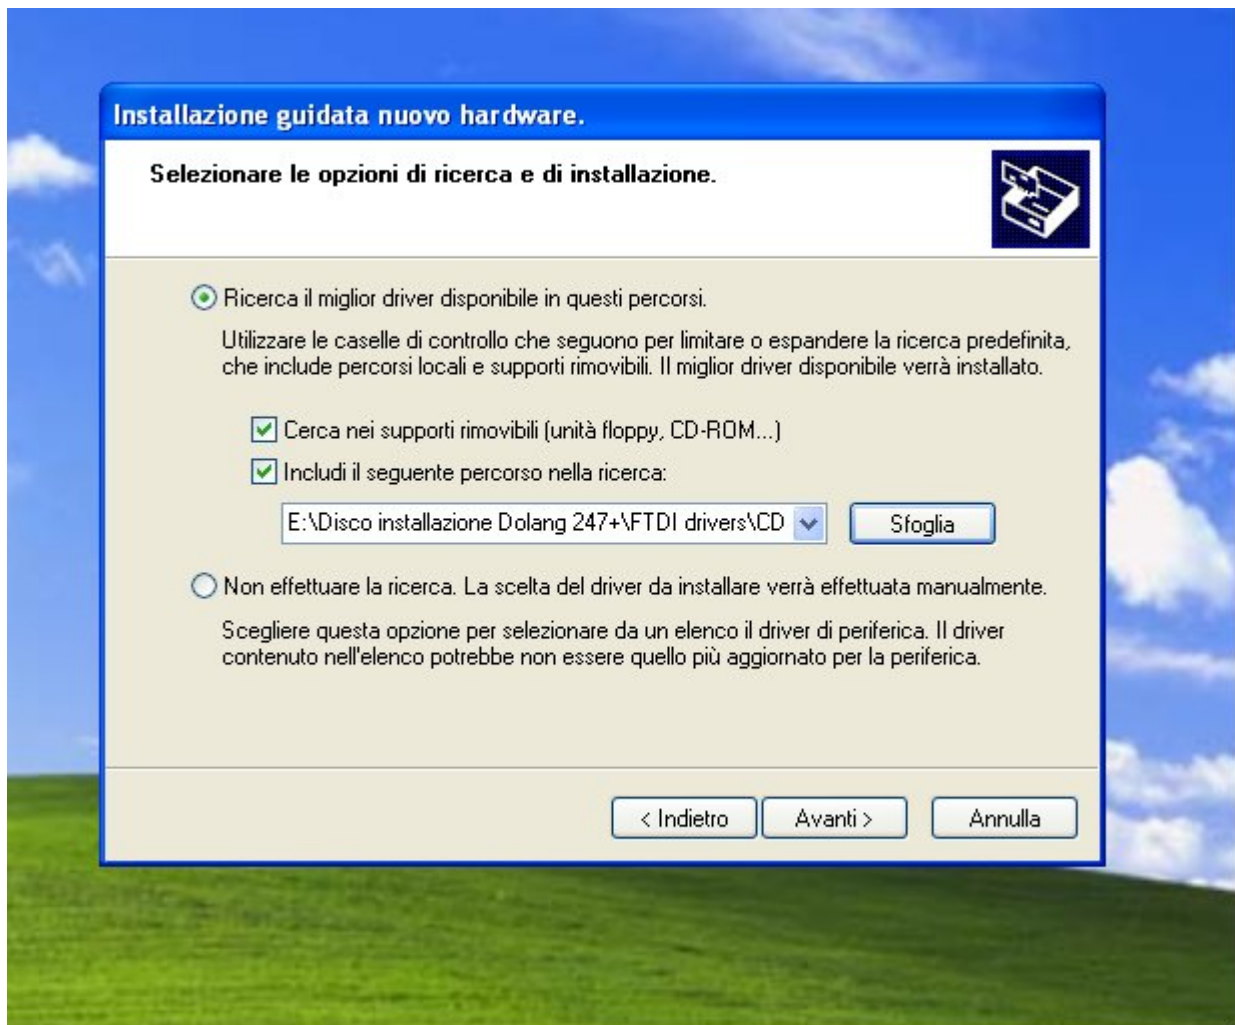 Installazione guidata nuovo hardware.
Selezionare le opzioni di ricerca e di installazione.
Ricerca il miglior driver disponibile in questi percorsi.
Utilizzare le caselle di controllo che seguono per limitare o espandere la ricerca predefinita,
che include percorsi locali e supporti rimovibili. Il miglior driver disponibile verrà installato.
Cerca nei supporti rimovibili (unità floppy, CD-ROM...)
Includi il seguente percorso nella ricerca:
E:\Disco installazione Dolang 247+\FTDI drivers\CD
Sfoglia
Non effettuare la ricerca. La scelta del driver da installare verrà effettuata manualmente.
Scegliere questa opzione per selezionare da un elenco il driver di periferica. Il driver
contenuto nell'elenco potrebbe non essere quello più aggiornato per la periferica.
< Indietro
Avanti >
Annulla